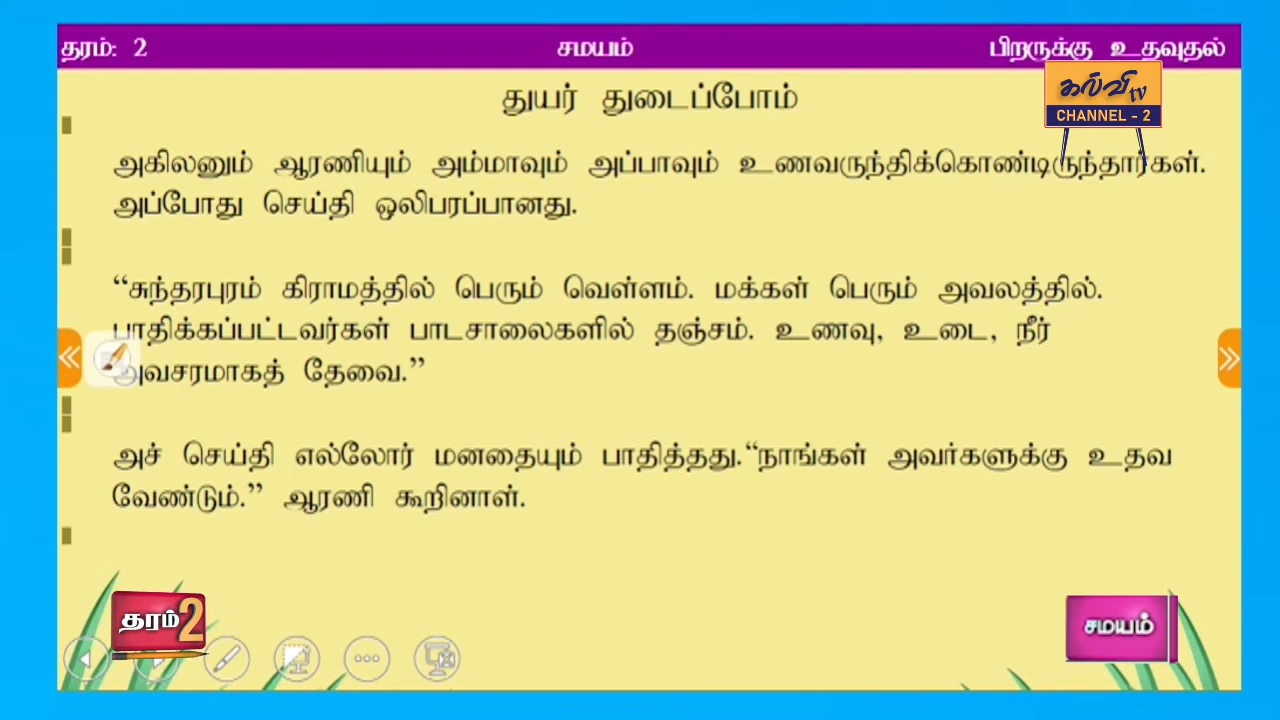 தரம்: 2 சமயம் பிறருக்கு உதவுதல்
கல்வி tv
CHANNEL - 2
துயர் துடைப்போம்
அகிலனும் ஆரணியும் அம்மாவும் அப்பாவும் உணவருந்திக்கொண்டிருந்தார்கள்.
அப்போது செய்தி ஒலிபரப்பானது.
“சுந்தரபுரம் கிராமத்தில் பெரும் வெள்ளம். மக்கள் பெரும் அவலத்தில்.
பாதிக்கப்பட்டவர்கள் பாடசாலைகளில் தஞ்சம். உணவு, உடை, நீர்
அவசரமாகத் தேவை.”
அச் செய்தி எல்லோர் மனதையும் பாதித்தது.“நாங்கள் அவர்களுக்கு உதவ
வேண்டும்.” ஆரணி கூறினாள்.
தரம் 2
சமயம்